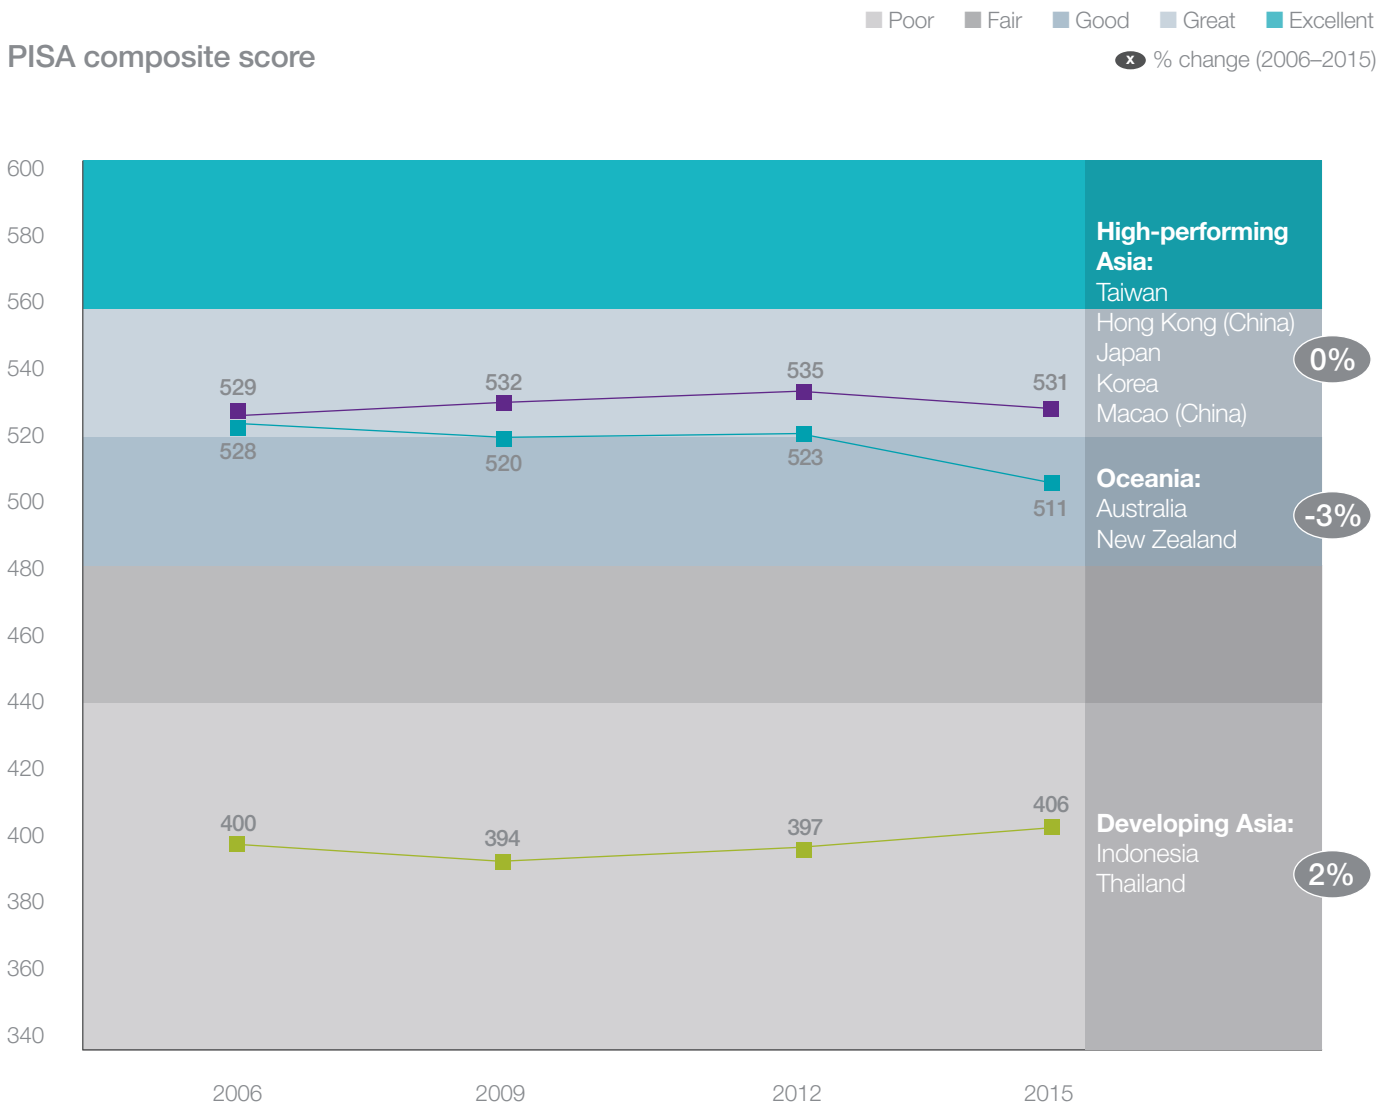 Poor Fair Good Great Excellent
PISA composite score
x % change (2006–2015)
600
580
560
540
520
500
480
460
440
420
400
380
360
340
529 532 535 531
528 520 523 511
400 394 397 406
High-performing
Asia:
Taiwan
Hong Kong (China)
Japan
Korea
Macao (China)
0%
Oceania:
Australia
New Zealand
-3%
Developing Asia:
Indonesia
Thailand
2%
2006 2009 2012 2015